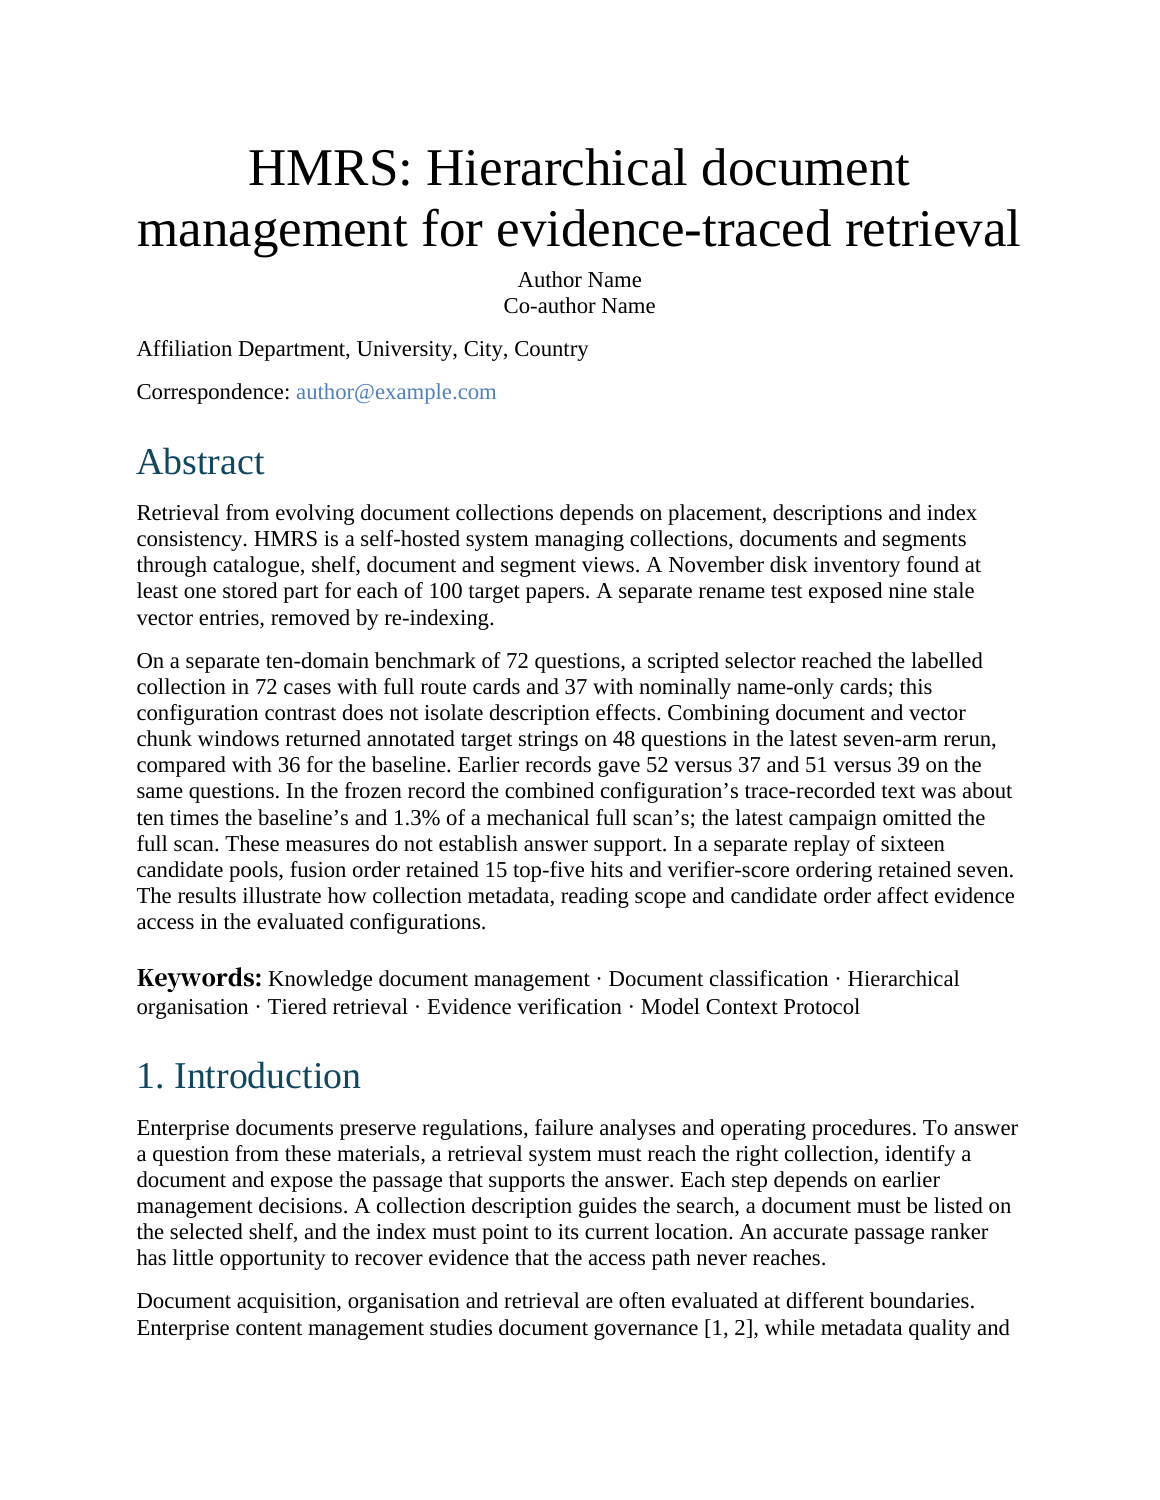 HMRS: Hierarchical document
management for evidence-traced retrieval
Author Name
Co-author Name
Affiliation Department, University, City, Country
Correspondence: author@example.com
Abstract
Retrieval from evolving document collections depends on placement, descriptions and index
consistency. HMRS is a self-hosted system managing collections, documents and segments
through catalogue, shelf, document and segment views. A November disk inventory found at
least one stored part for each of 100 target papers. A separate rename test exposed nine stale
vector entries, removed by re-indexing.
On a separate ten-domain benchmark of 72 questions, a scripted selector reached the labelled
collection in 72 cases with full route cards and 37 with nominally name-only cards; this
configuration contrast does not isolate description effects. Combining document and vector
chunk windows returned annotated target strings on 48 questions in the latest seven-arm rerun,
compared with 36 for the baseline. Earlier records gave 52 versus 37 and 51 versus 39 on the
same questions. In the frozen record the combined configuration’s trace-recorded text was about
ten times the baseline’s and 1.3% of a mechanical full scan’s; the latest campaign omitted the
full scan. These measures do not establish answer support. In a separate replay of sixteen
candidate pools, fusion order retained 15 top-five hits and verifier-score ordering retained seven.
The results illustrate how collection metadata, reading scope and candidate order affect evidence
access in the evaluated configurations.
Keywords: Knowledge document management · Document classification · Hierarchical
organisation · Tiered retrieval · Evidence verification · Model Context Protocol
1. Introduction
Enterprise documents preserve regulations, failure analyses and operating procedures. To answer
a question from these materials, a retrieval system must reach the right collection, identify a
document and expose the passage that supports the answer. Each step depends on earlier
management decisions. A collection description guides the search, a document must be listed on
the selected shelf, and the index must point to its current location. An accurate passage ranker
has little opportunity to recover evidence that the access path never reaches.
Document acquisition, organisation and retrieval are often evaluated at different boundaries.
Enterprise content management studies document governance [1, 2], while metadata quality and